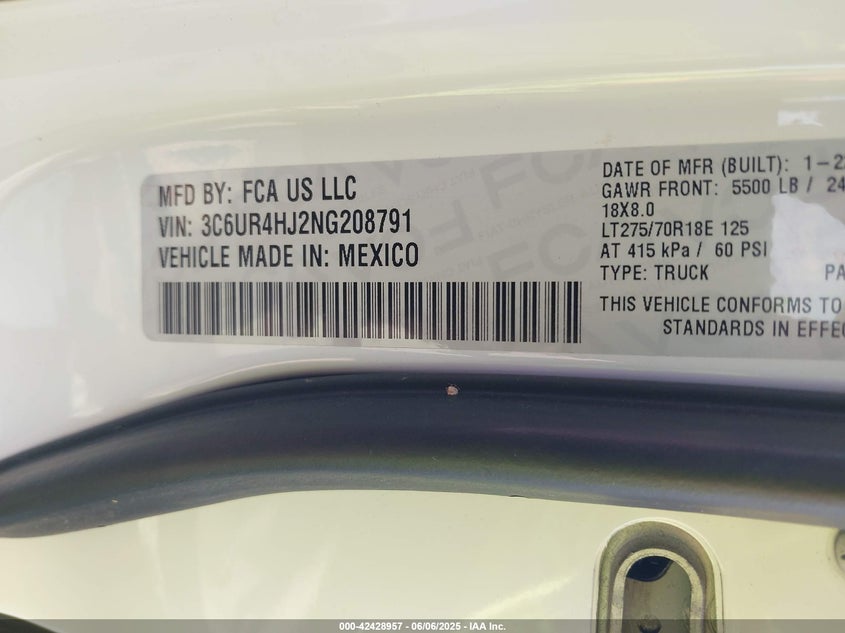 MFD BY: FCA US LLC
VIN: 3C6UR4HJ2NG208791
VEHICLE MADE IN: MEXICO
DATE OF MFR (BUILT): 1-22
GAWR FRONT: 5500 LB / 24
18X8.0
LT275/70R18E 125
AT 415 kPa / 60 PSI
TYPE: TRUCK PA
THIS VEHICLE CONFORMS TO
STANDARDS IN EFFEC
000-42428957 - 06/06/2025 - IAA Inc.